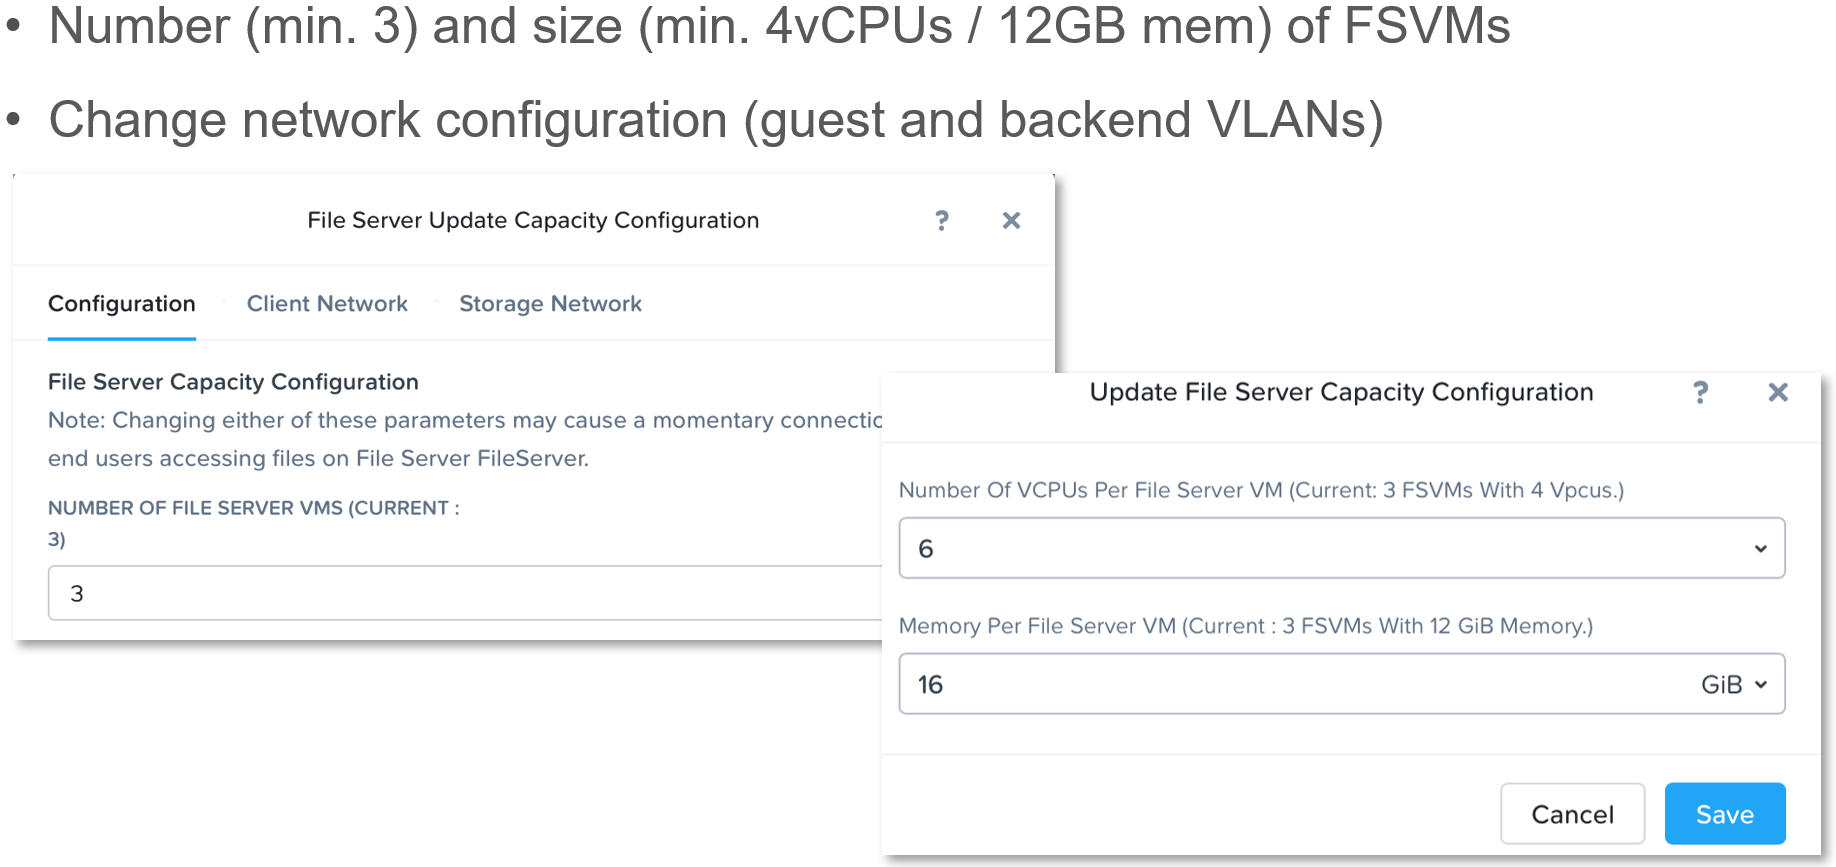 • Number (min. 3) and size (min. 4vCPUs / 12GB mem) of FSVMs
• Change network configuration (guest and backend VLANs)
File Server Update Capacity Configuration ? ×
Configuration Client Network Storage Network
File Server Capacity Configuration
Note: Changing either of these parameters may cause a momentary
end users accessing files on File Server FileServer.
NUMBER OF FILE SERVER VMS (CURRENT :
3)
3
Update File Server Capacity Configuration ? ×
Number Of VCPUs Per File Server VM (Current: 3 FSVMs With 4 Vpcus.)
6
Memory Per File Server VM (Current : 3 FSVMs With 12 GiB Memory.)
16 GiB
Cancel Save